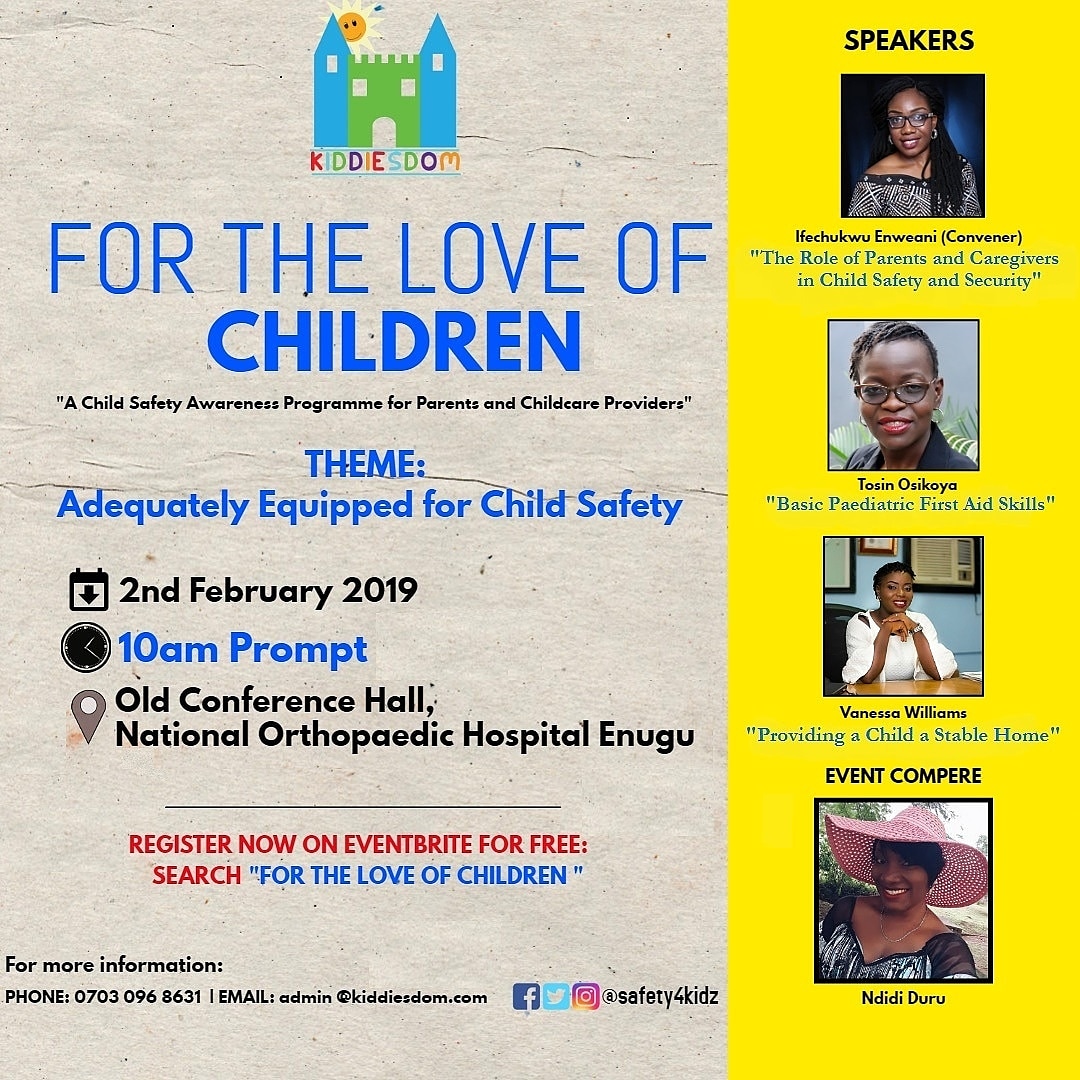 KIDDIESDOM
FOR THE LOVE OF
CHILDREN
"A Child Safety Awareness Programme for Parents and Childcare Providers"
THEME:
Adequately Equipped for Child Safety
2nd February 2019
10am Prompt
Old Conference Hall,
National Orthopaedic Hospital Enugu
REGISTER NOW ON EVENTBRITE FOR FREE:
SEARCH "FOR THE LOVE OF CHILDREN "
For more information:
PHONE: 0703 096 8631 | EMAIL: admin @kiddiesdom.com
@safety4kidz
SPEAKERS
Ifechukwu Enweani (Convener)
"The Role of Parents and Caregivers
in Child Safety and Security"
Tosin Osikoya
"Basic Paediatric First Aid Skills"
Vanessa Williams
"Providing a Child a Stable Home"
EVENT COMPERE
Ndidi Duru